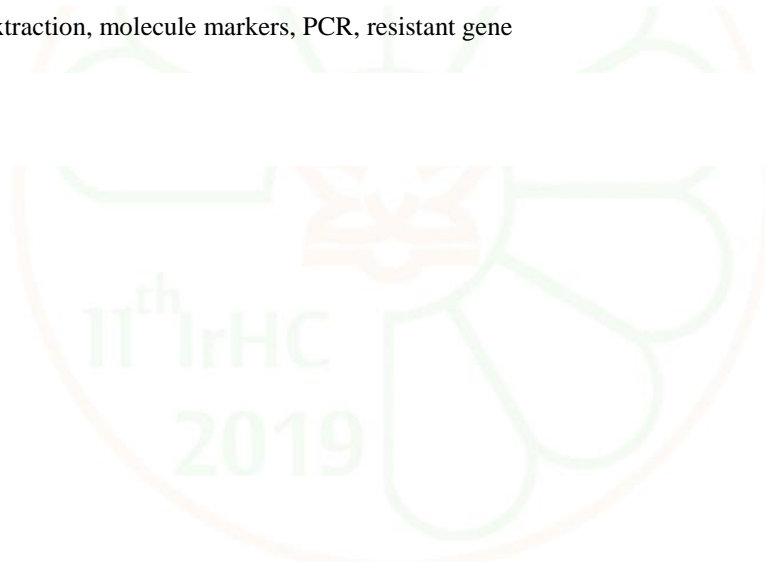 xtraction, molecule markers, PCR, resistant gene
11th IrHC
2019